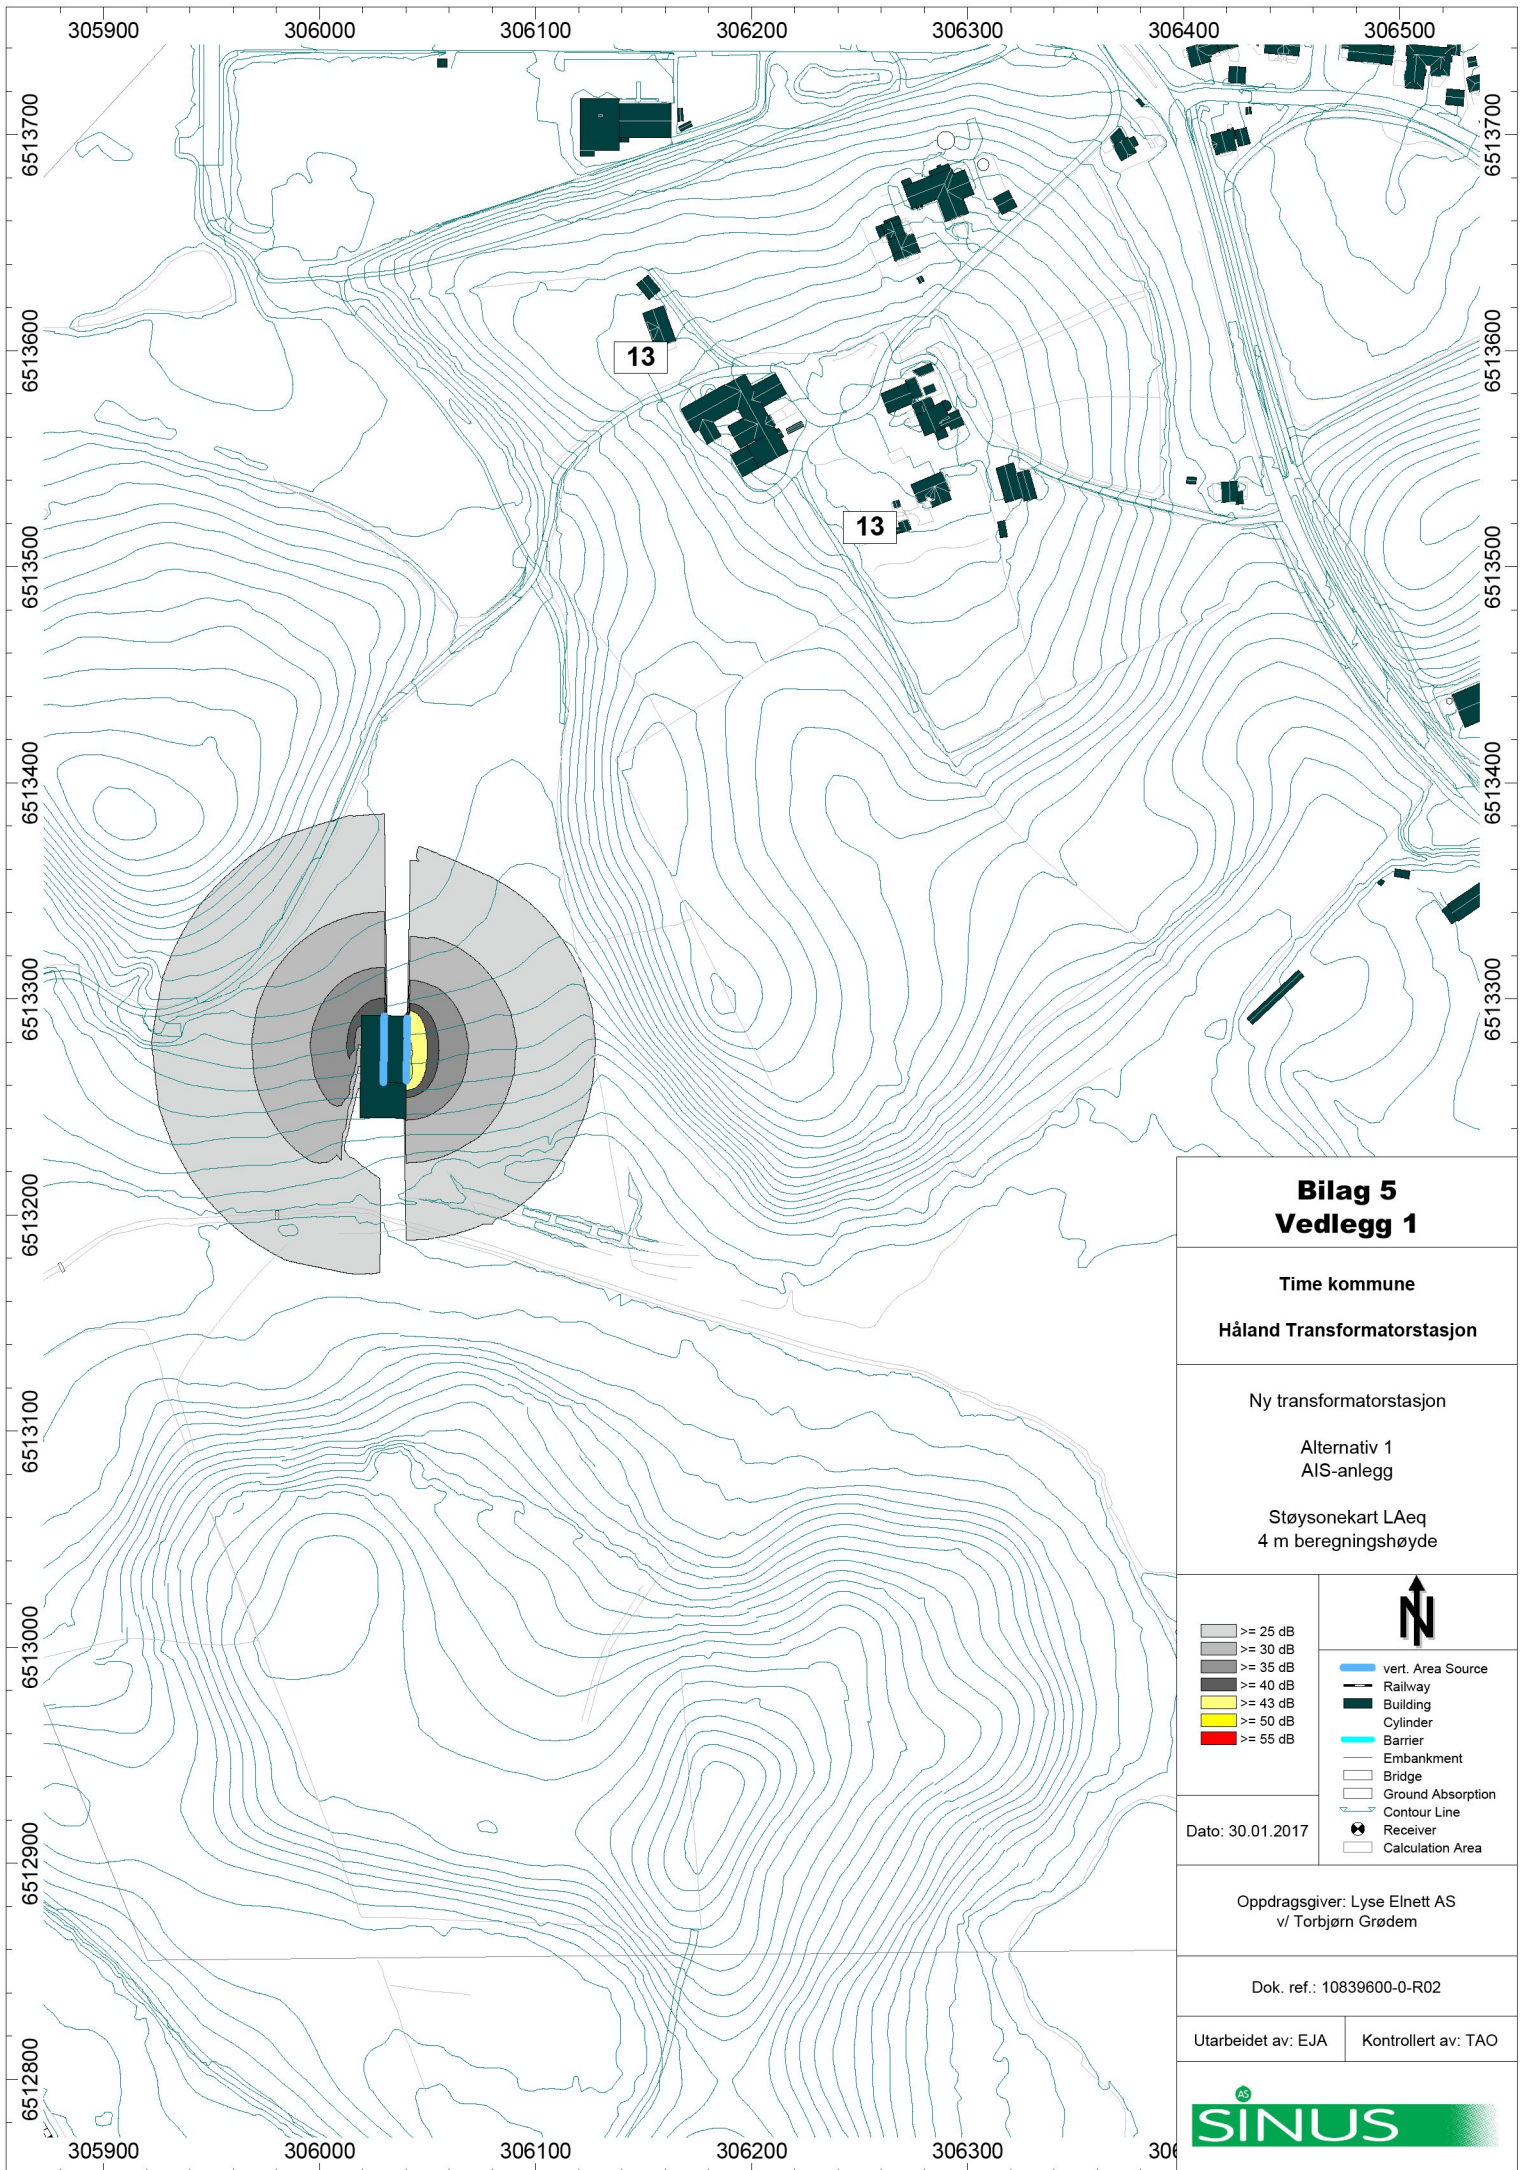 305900 306000 306100 306200 306300 306400 306500
6513700
6513600
6513500
6513400
6513300
6513200
6513100
6513000
6512900
6512800
6513700
6513600
6513500
6513400
6513300
13
13
305900 306000 306100 306200 306300 306
Bilag 5
Vedlegg 1
Time kommune
Håland Transformatorstasjon
Ny transformatorstasjon
Alternativ 1
AIS-anlegg
Støysonekart LAeq
4 m beregningshøyde
>= 25 dB
>= 30 dB
>= 35 dB
>= 40 dB
>= 43 dB
>= 50 dB
>= 55 dB
N
vert. Area Source
Railway
Building
Cylinder
Barrier
Embankment
Bridge
Ground Absorption
Contour Line
Receiver
Calculation Area
Dato: 30.01.2017
Oppdragsgiver: Lyse Elnett AS
v/ Torbjørn Grødem
Dok. ref.: 10839600-0-R02
Utarbeidet av: EJA
Kontrollert av: TAO
AS
SINUS